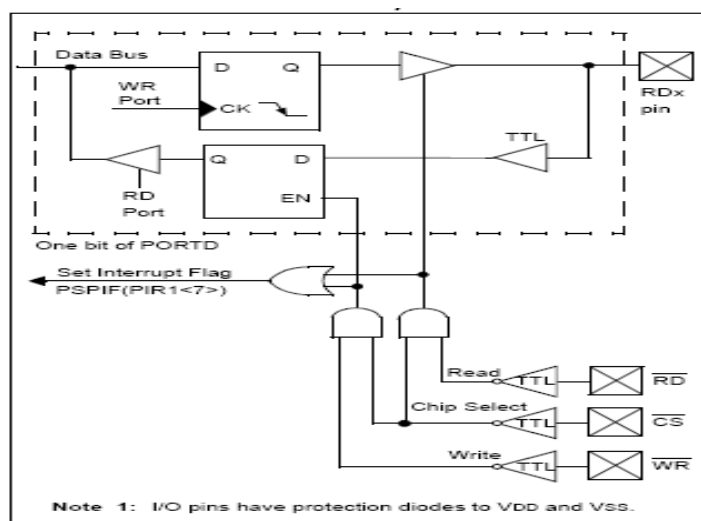 Data Bus
D Q
WR
Port
CK
RDx
pin
TTL
Q D
RD
Port
EN
One bit of PORTD
Set Interrupt Flag
PSPIF(PIR1<7>)
Read
TTL
RD
Chip Select
TTL
CS
Write
TTL
WR
Note 1: I/O pins have protection diodes to VDD and VSS.